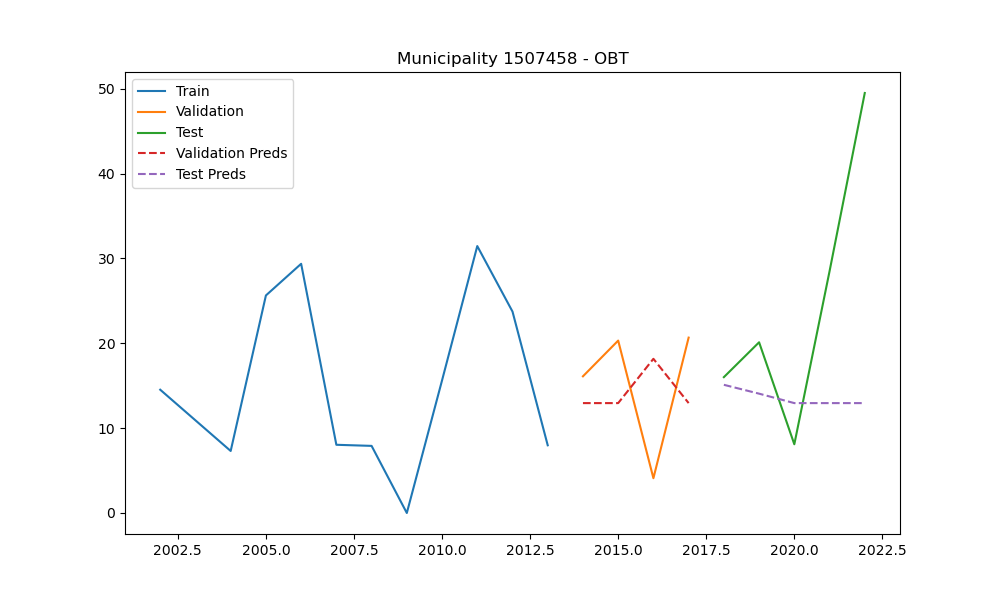 Municipality 1507458 - OBT
Train
Validation
Test
Validation Preds
Test Preds
50
40
30
20
10
0
2002.5 2005.0 2007.5 2010.0 2012.5 2015.0 2017.5 2020.0 2022.5